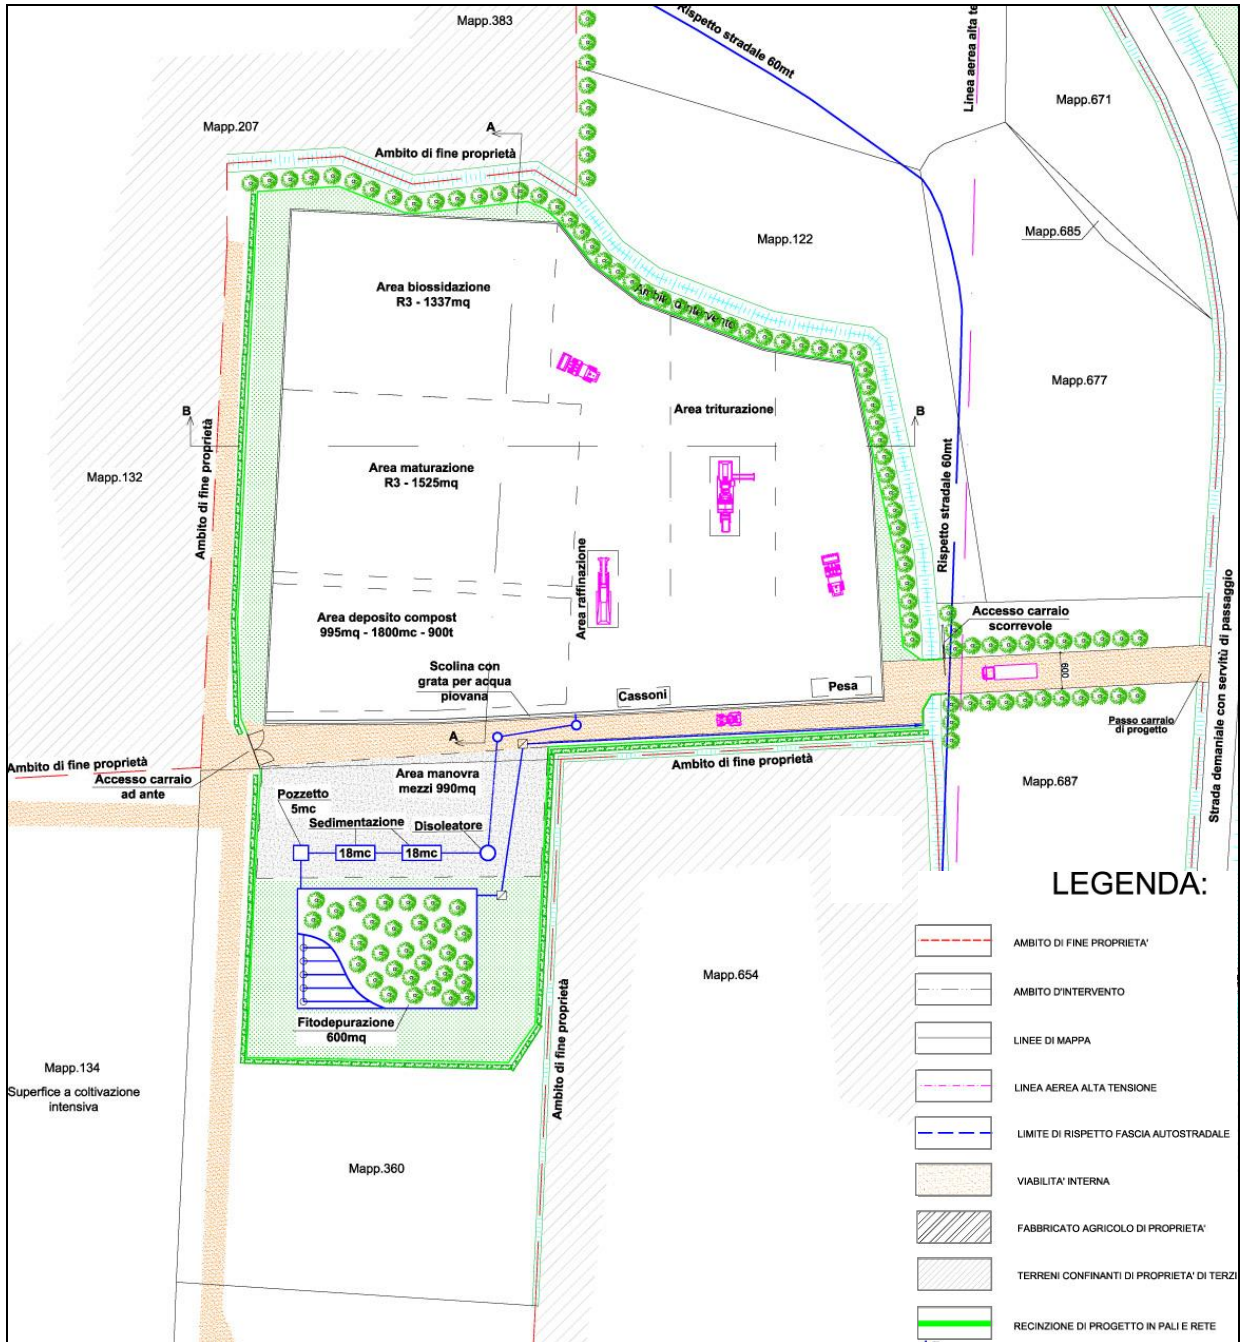 Mapp.383
Rispetto stradale 60mt
Linea aerea alta te
Mapp.671
Mapp.207
A
Ambito di fine proprietà
Mapp.685
Mapp.122
Area biossidazione
R3 - 1337mq
Ambito d'intervento
Mapp.677
Area triturazione
B
B
Ambito di fine proprietà
Area maturazione
R3 - 1525mq
Mapp.132
Rispetto stradale 60mt
Area raffinazione
Strada demaniale con servitù di passaggio
Area deposito compost
995mq - 1800mc - 900t
Accesso carraio
scorrevole
Scolina con
grata per acqua
piovana
Cassoni
Pesa
600
Passo carraio
di progetto
A
Ambito di fine proprietà
Accesso carraio
ad ante
Area manovra
mezzi 990mq
Ambito di fine proprietà
Mapp.687
Pozzetto
5mc
Sedimentazione
Disoleatore
18mc
18mc
Fitodepurazione
600mq
Mapp.654
Ambito di fine proprietà
Mapp.134
Superfice a coltivazione
intensiva
Mapp.360
LEGENDA:
AMBITO DI FINE PROPRIETA'
AMBITO D'INTERVENTO
LINEE DI MAPPA
LINEA AEREA ALTA TENSIONE
LIMITE DI RISPETTO FASCIA AUTOSTRADALE
VIABILITA' INTERNA
FABBRICATO AGRICOLO DI PROPRIETA'
TERRENI CONFINANTI DI PROPRIETA' DI TERZI
RECINZIONE DI PROGETTO IN PALI E RETE